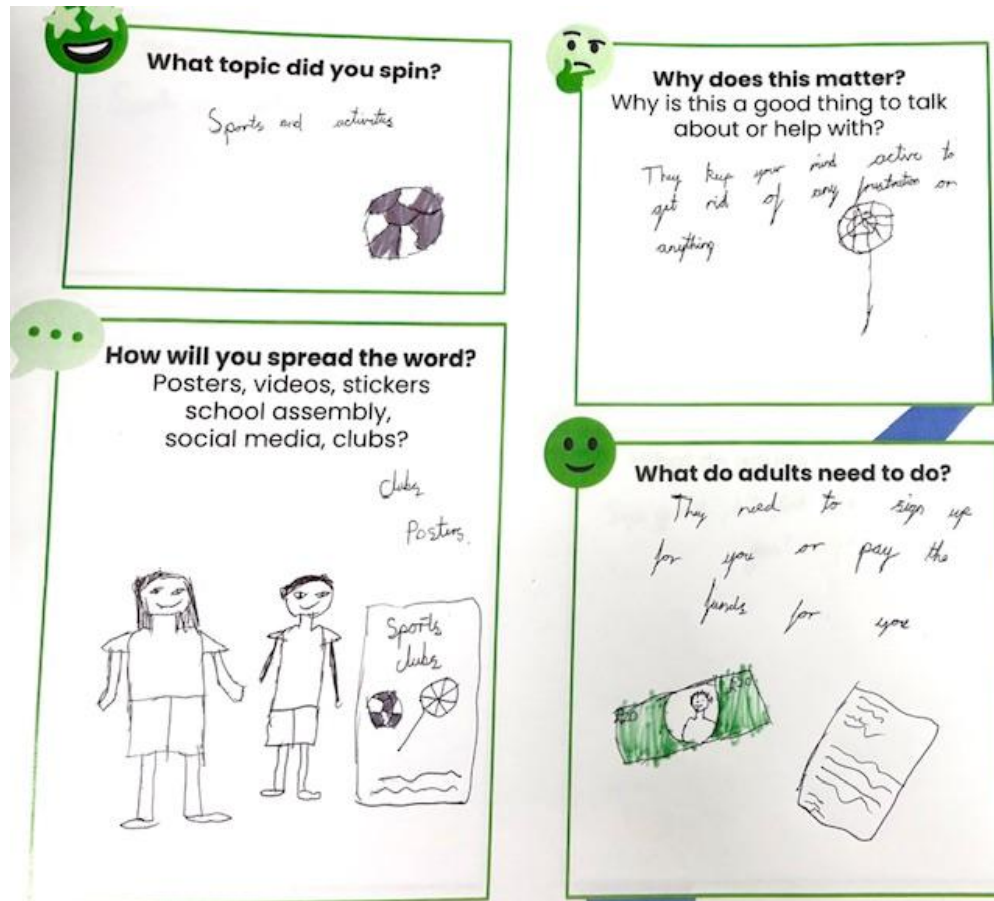 What topic did you spin?
Sports and activities
Why does this matter?
Why is this a good thing to talk
about or help with?
They keep your mind active to
get rid of any frustration on
anything
How will you spread the word?
Posters, videos, stickers
school assembly,
social media, clubs?
clubs
Posters.
Sports
clubs
What do adults need to do?
They need to sign up
for you or pay the
funds for you